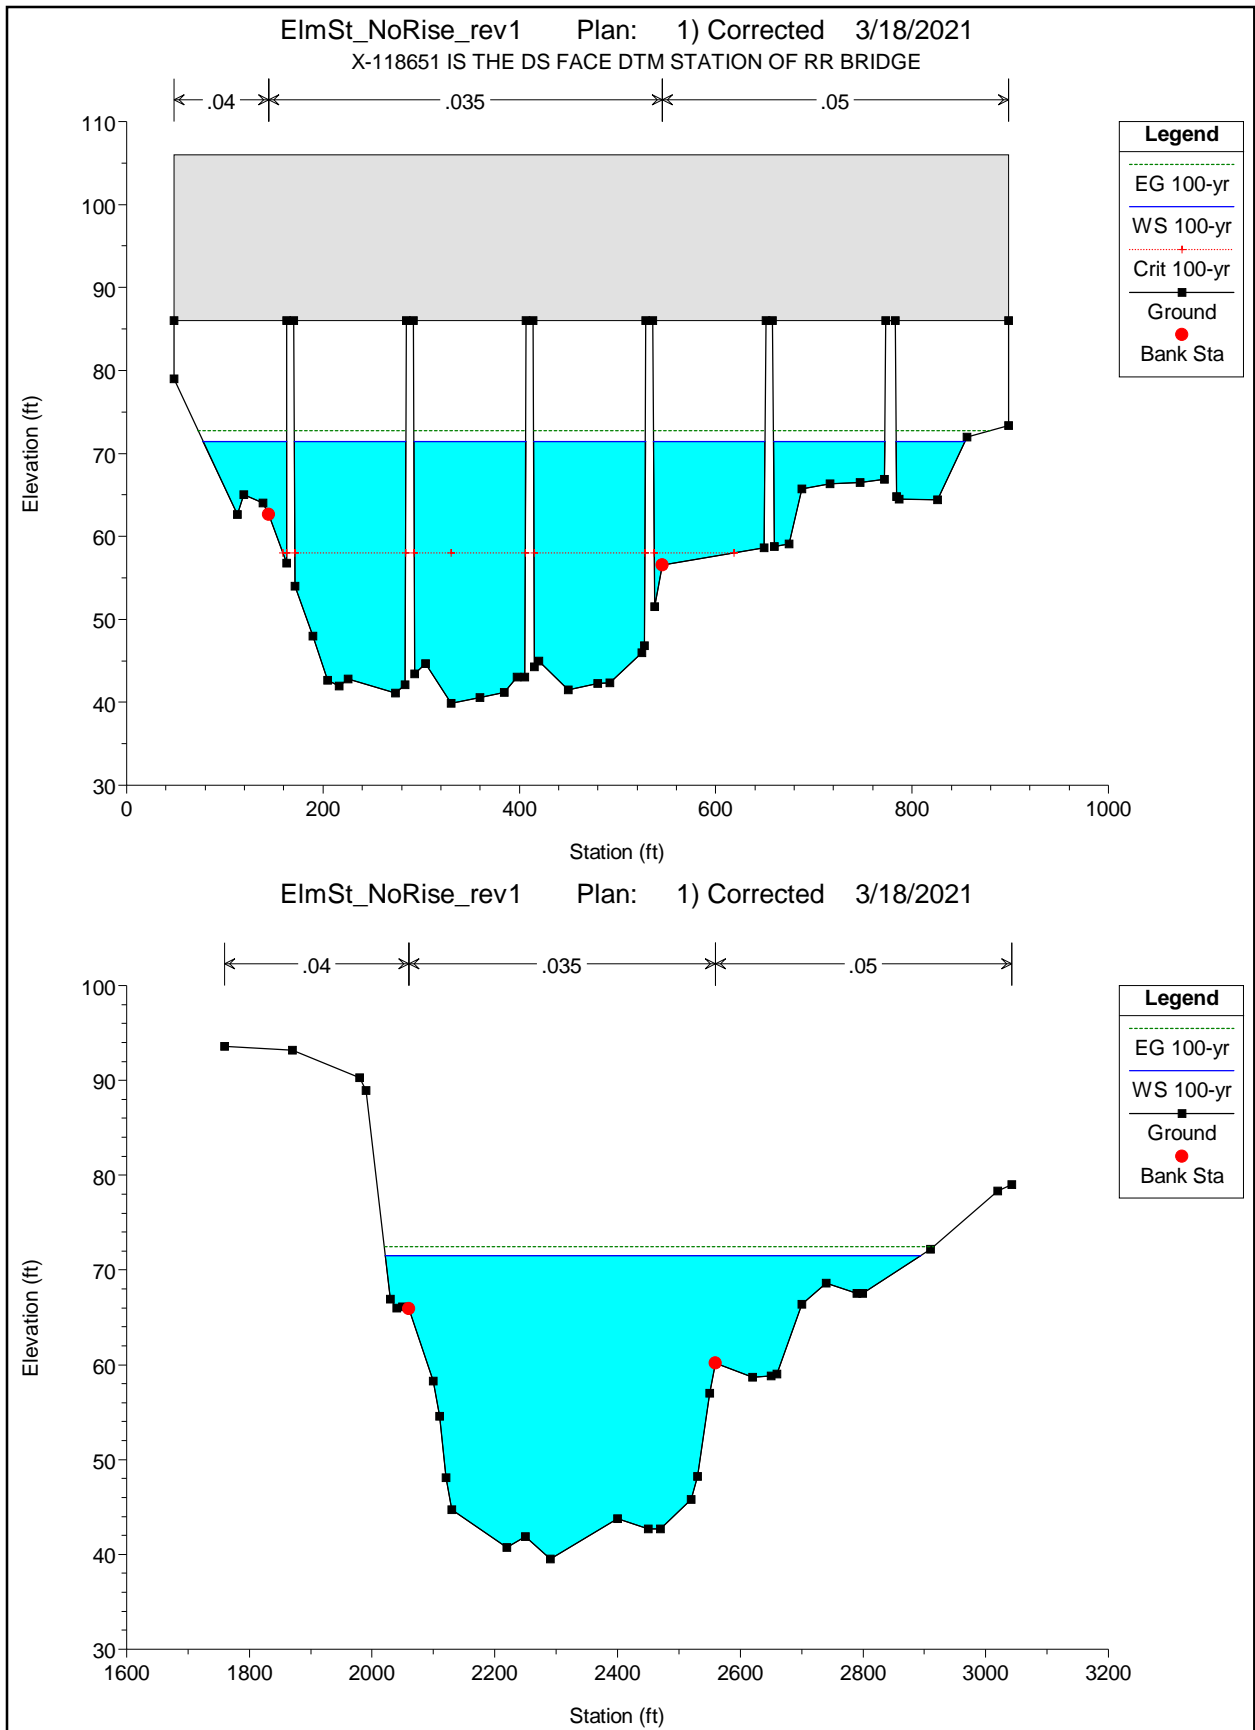 ElmSt_NoRise_rev1 Plan: 1) Corrected 3/18/2021
X-118651 IS THE DS FACE DTM STATION OF RR BRIDGE
.04 .035 .05
110
100
90
80
70
60
50
40
30
Elevation (ft)
0 200 400 600 800 1000
Station (ft)
Legend
EG 100-yr
WS 100-yr
Crit 100-yr
Ground
Bank Sta
ElmSt_NoRise_rev1 Plan: 1) Corrected 3/18/2021
.04 .035 .05
100
90
80
70
60
50
40
30
Elevation (ft)
1600 1800 2000 2200 2400 2600 2800 3000 3200
Station (ft)
Legend
EG 100-yr
WS 100-yr
Ground
Bank Sta